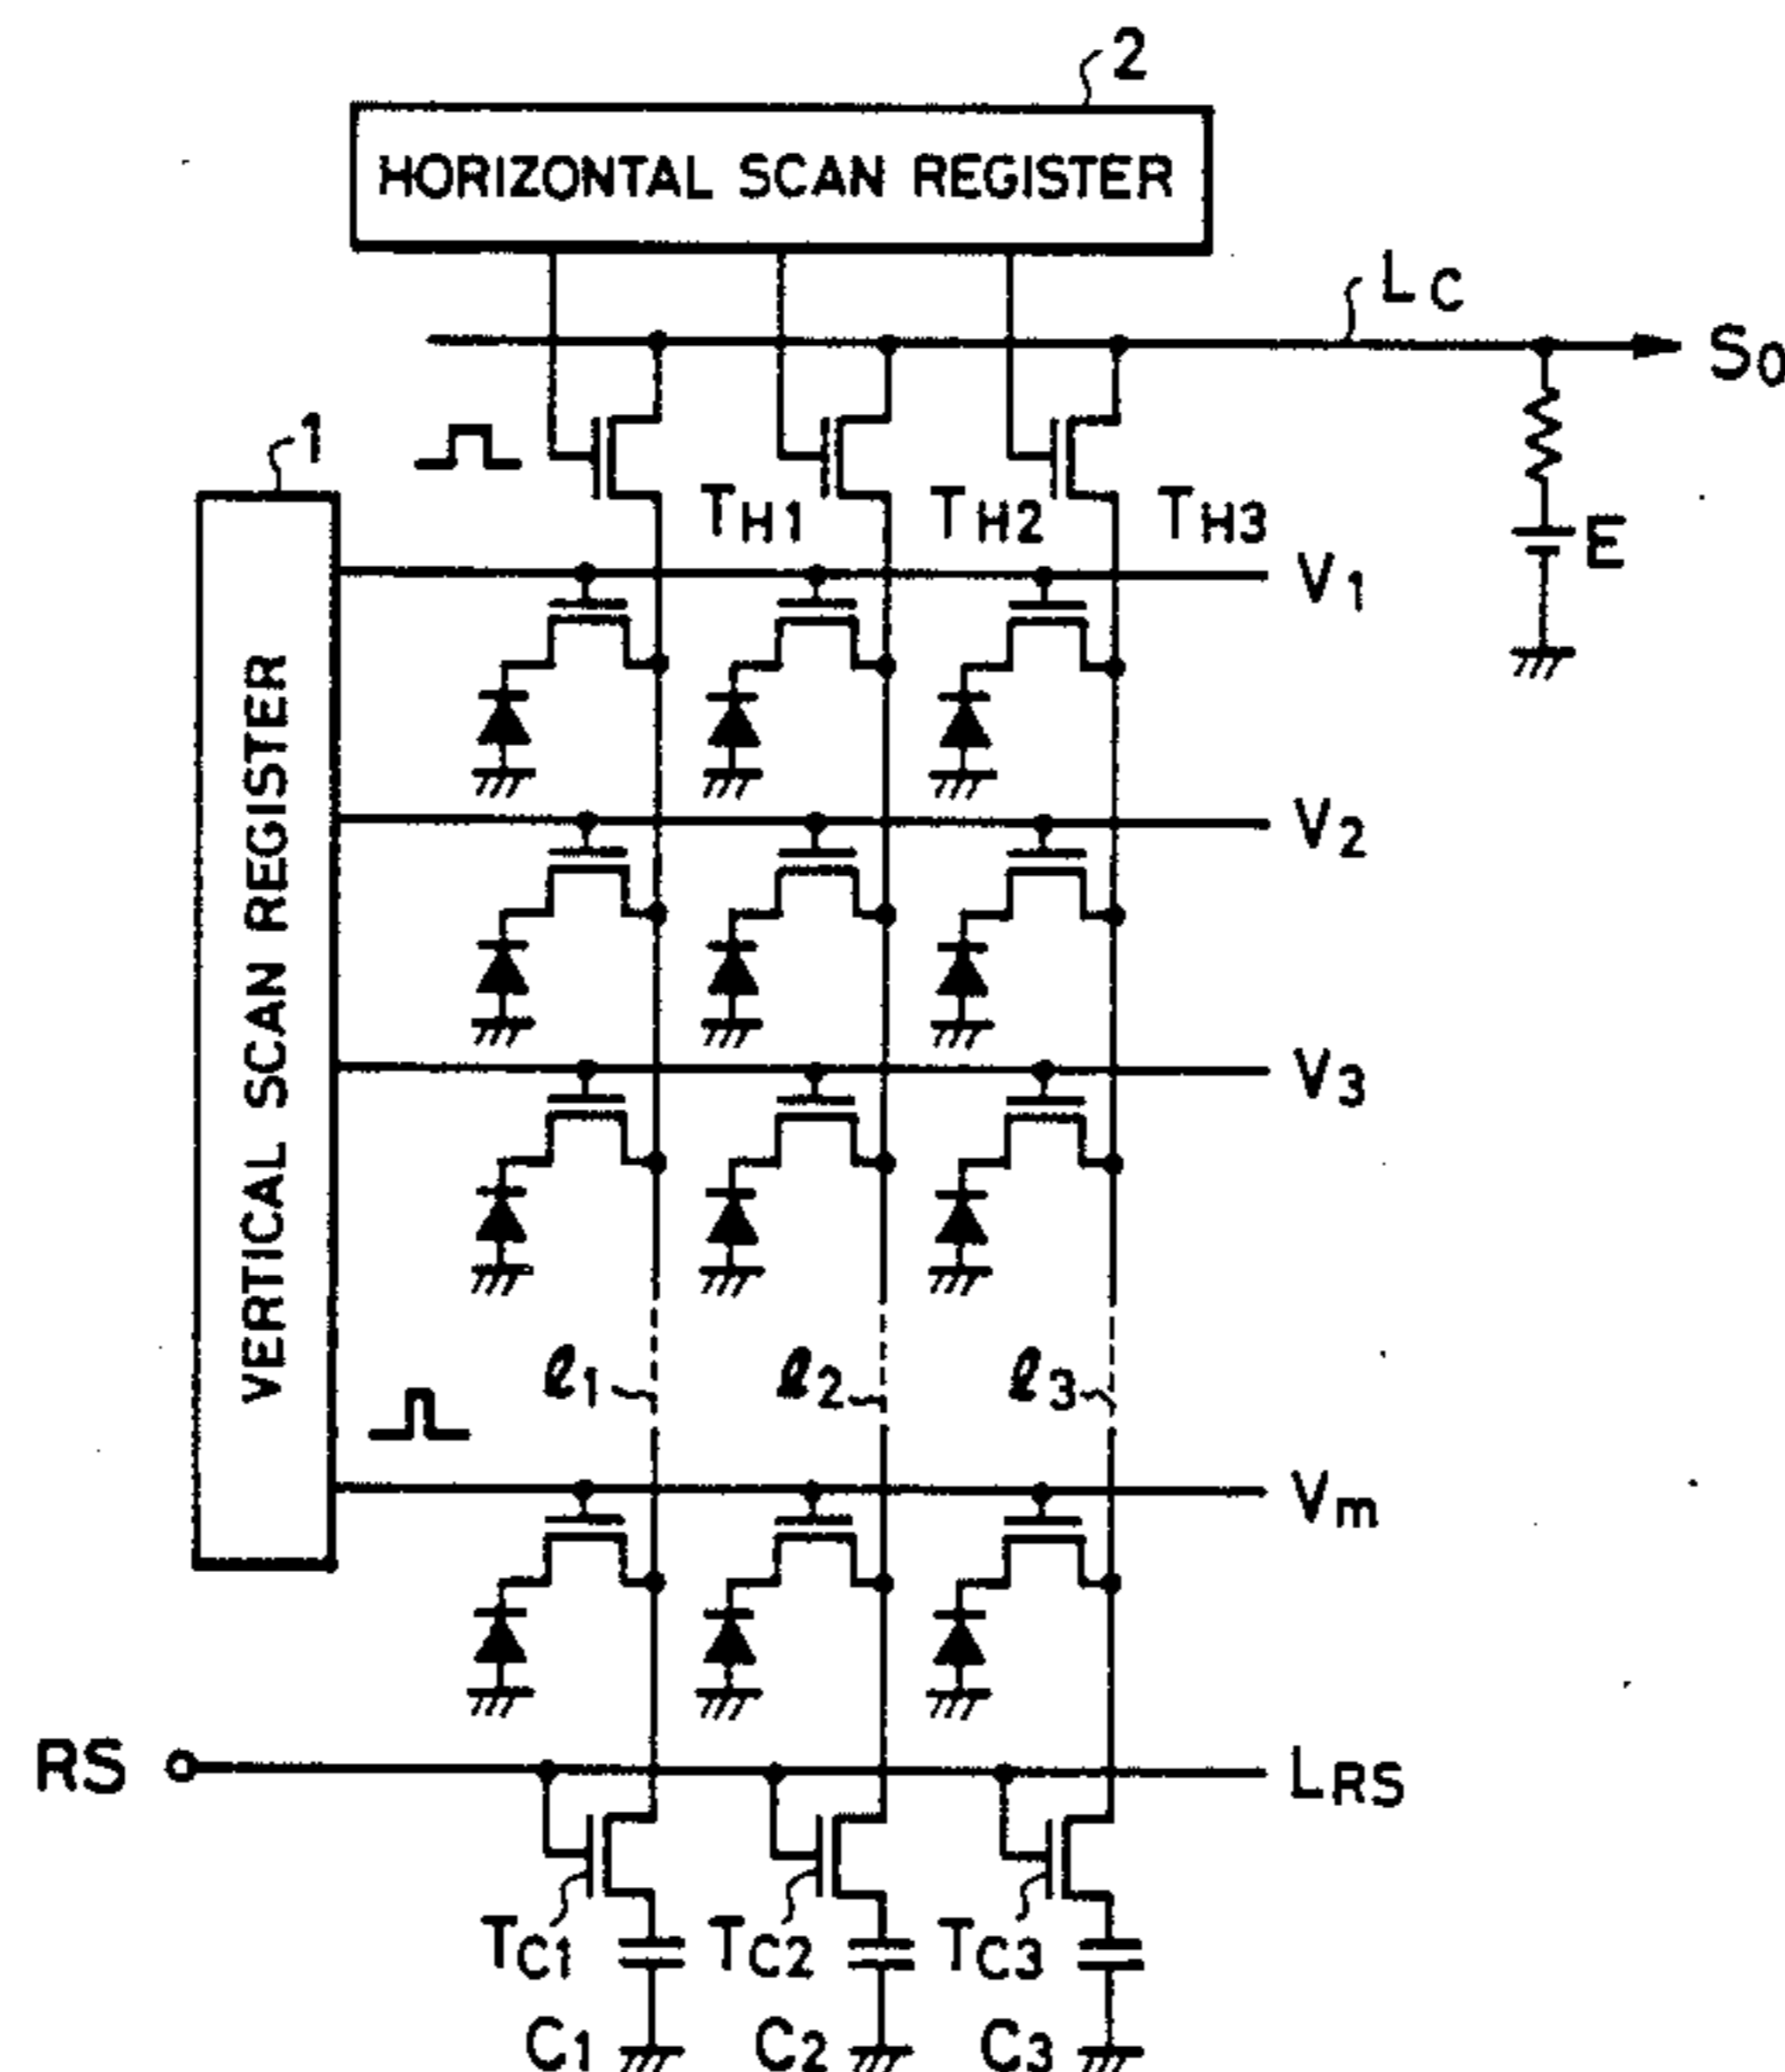 2
HORIZONTAL SCAN REGISTER
LC
SO
1
TH1 TH2 TH3
E
V1
VERTICAL SCAN REGISTER
V2
V3
ℓ1 ℓ2 ℓ3
Vm
RS
LRS
TC1 TC2 TC3
C1 C2 C3